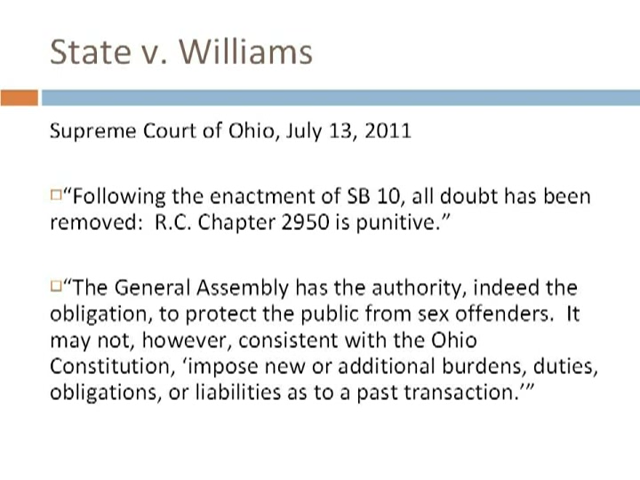 State v. Williams
Supreme Court of Ohio, July 13, 2011
“Following the enactment of SB 10, all doubt has been
removed:  R.C. Chapter 2950 is punitive.”
“The General Assembly has the authority, indeed the
obligation, to protect the public from sex offenders.  It
may not, however, consistent with the Ohio
Constitution, ‘impose new or additional burdens, duties,
obligations, or liabilities as to a past transaction.’”